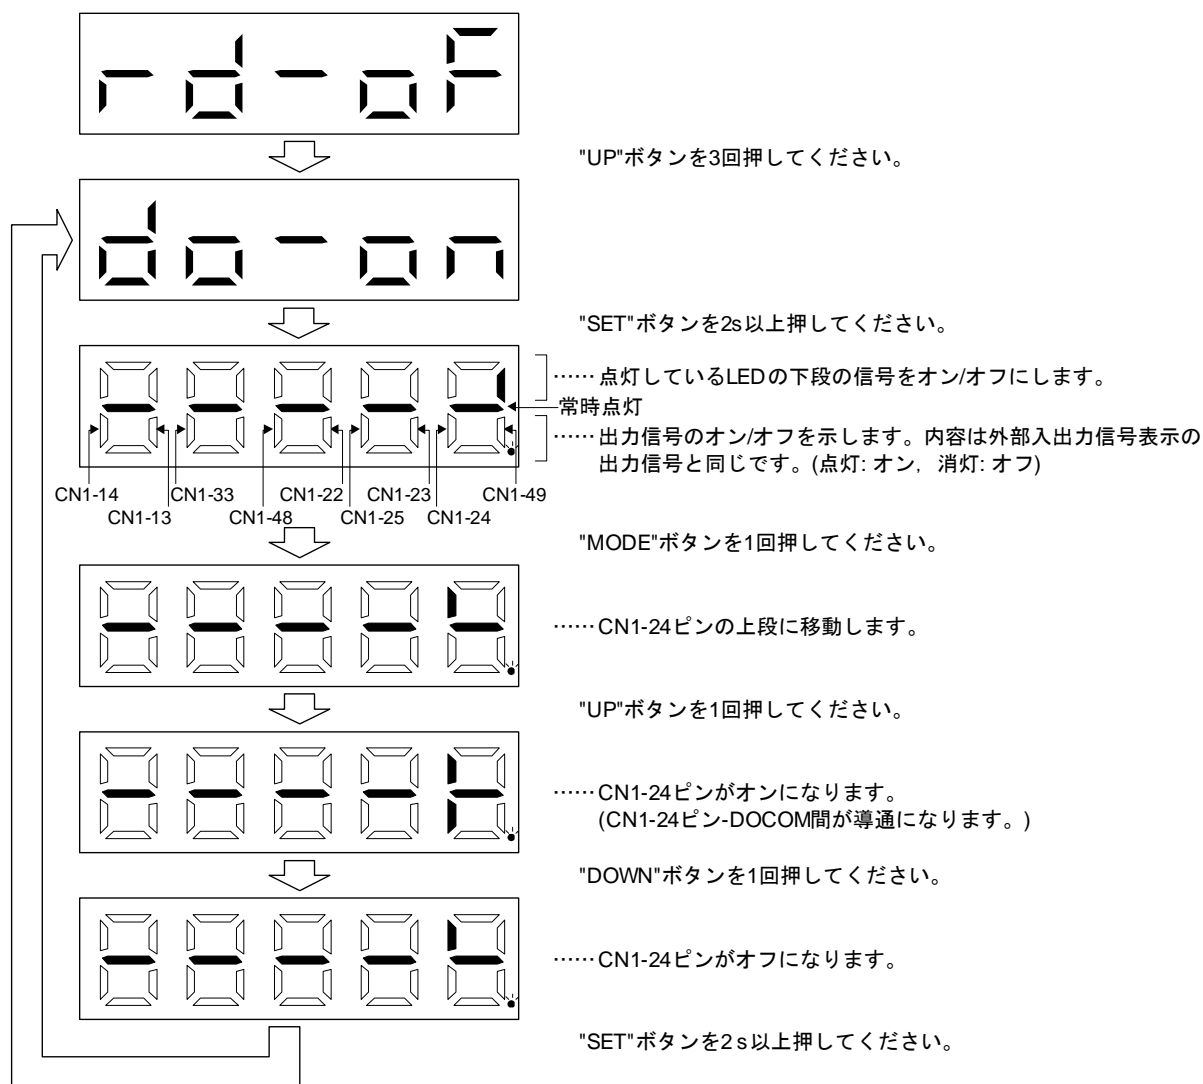 rd-oF
"UP"ボタンを3回押してください。
do-on
"SET"ボタンを2s以上押してください。
……点灯しているLEDの下段の信号をオン/オフにします。
常時点灯
……出力信号のオン/オフを示します。内容は外部入出力信号表示の
出力信号と同じです。(点灯: オン, 消灯: オフ)
CN1-14 CN1-33 CN1-22 CN1-23 CN1-49
CN1-13 CN1-48 CN1-25 CN1-24
"MODE"ボタンを1回押してください。
……CN1-24ピンの上段に移動します。
"UP"ボタンを1回押してください。
……CN1-24ピンがオンになります。
(CN1-24ピン-DOCOM間が導通になります。)
"DOWN"ボタンを1回押してください。
……CN1-24ピンがオフになります。
"SET"ボタンを2s以上押してください。